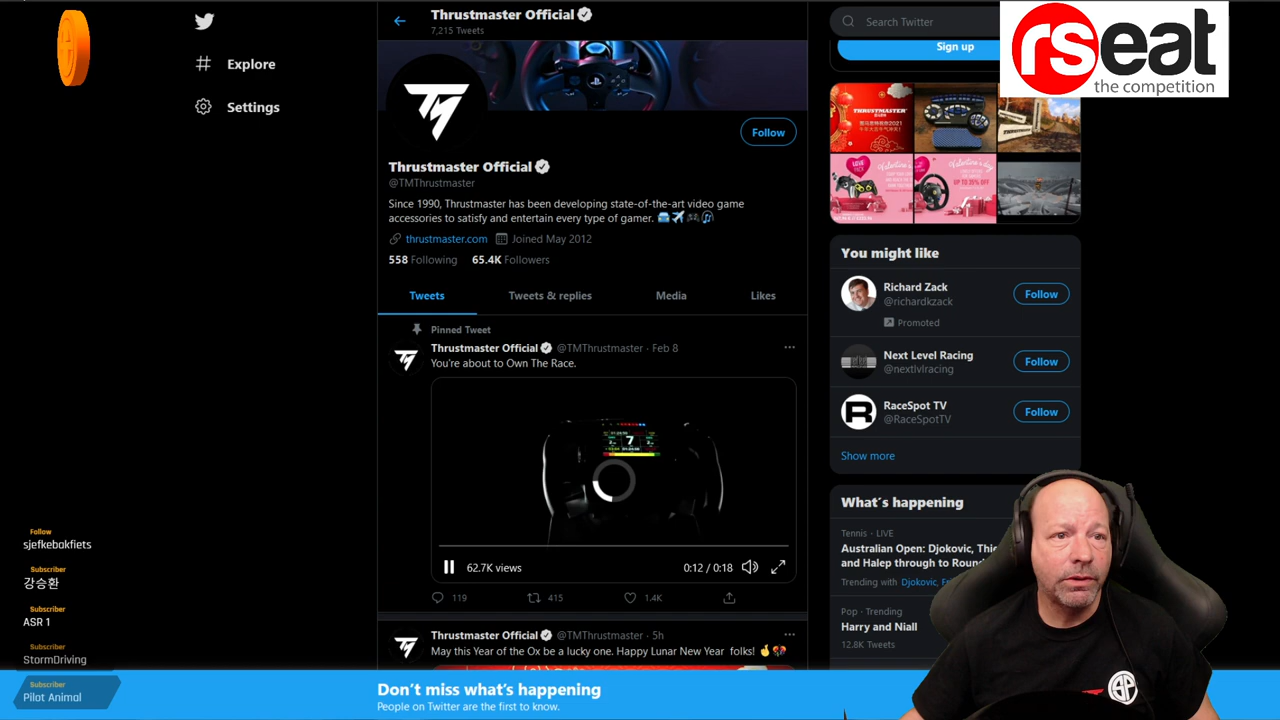 Explore
Settings
Thrustmaster Official
7,215 Tweets
Follow
Thrustmaster Official
@TMThrustmaster
Since 1990, Thrustmaster has been developing state-of-the-art video game
accessories to satisfy and entertain every type of gamer.
thrustmaster.com Joined May 2012
558 Following 65.4K Followers
Tweets Tweets & replies Media Likes
Pinned Tweet
Thrustmaster Official @TMThrustmaster · Feb 8
You're about to Own The Race.
7
62.7K views 0:12 / 0:18
119 415 1.4K
Thrustmaster Official @TMThrustmaster · 5h
May this Year of the Ox be a lucky one. Happy Lunar New Year folks!
Search Twitter
Sign up
rseat
the competition
THRUSTMASTER
You might like
Richard Zack
@richardkzack
Promoted
Follow
Next Level Racing
@nextlvlracing
Follow
RaceSpot TV
@RaceSpotTV
Follow
Show more
What's happening
Tennis · LIVE
Australian Open: Djokovic, Thie
and Halep through to Roun
Trending with Djokovic,
Pop · Trending
Harry and Niall
12.8K Tweets
Follow
sjefkebakfiets
Subscriber
강승환
Subscriber
ASR 1
Subscriber
StormDriving
Subscriber
Pilot Animal
Don't miss what's happening
People on Twitter are the first to know.